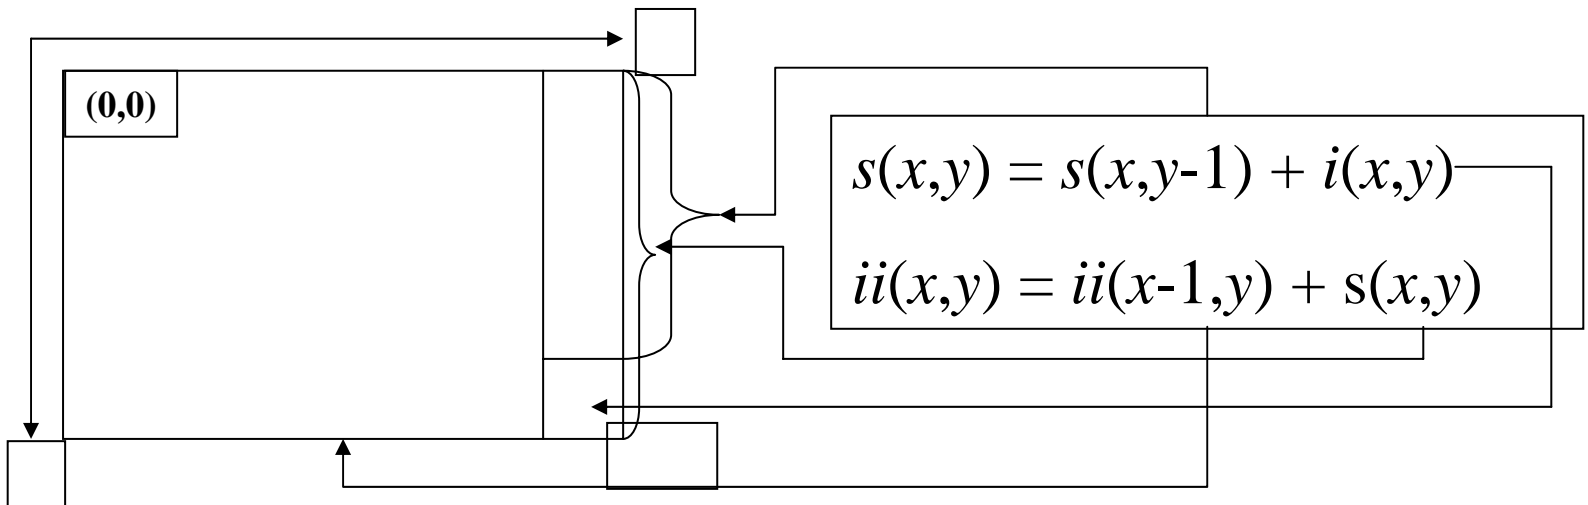 (0,0)
s(x,y) = s(x,y-1) + i(x,y)
ii(x,y) = ii(x-1,y) + s(x,y)